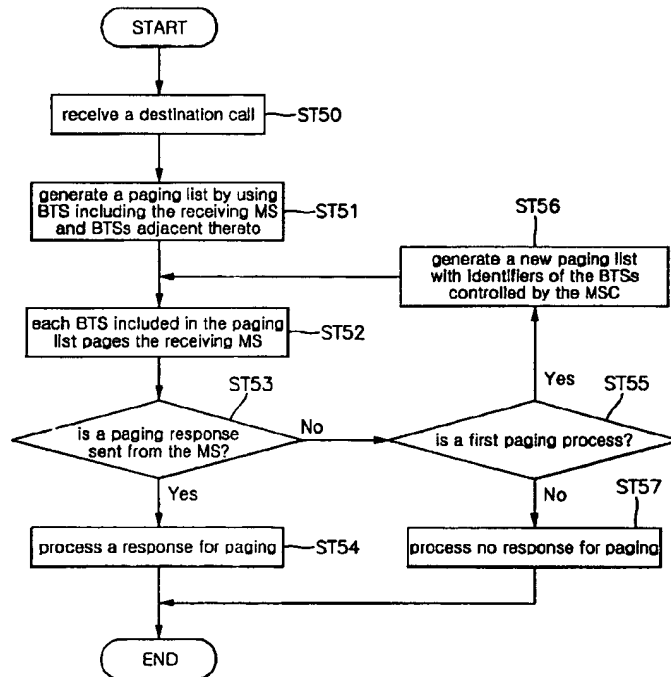 START
receive a destination call
ST50
generate a paging list by using
BTS including the receiving MS
and BTSs adjacent thereto
ST51
ST56
generate a new paging list
with identifiers of the BTSs
controlled by the MSC
each BTS included in the paging
list pages the receiving MS
ST52
ST53
is a paging response
sent from the MS?
No
Yes
ST55
is a first paging process?
Yes
No
ST57
process a response for paging
ST54
process no response for paging
END